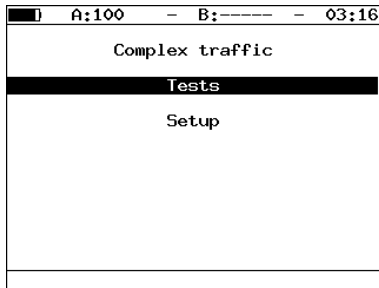 A:100 – B:----- – 03:16
Complex traffic
Tests
Setup